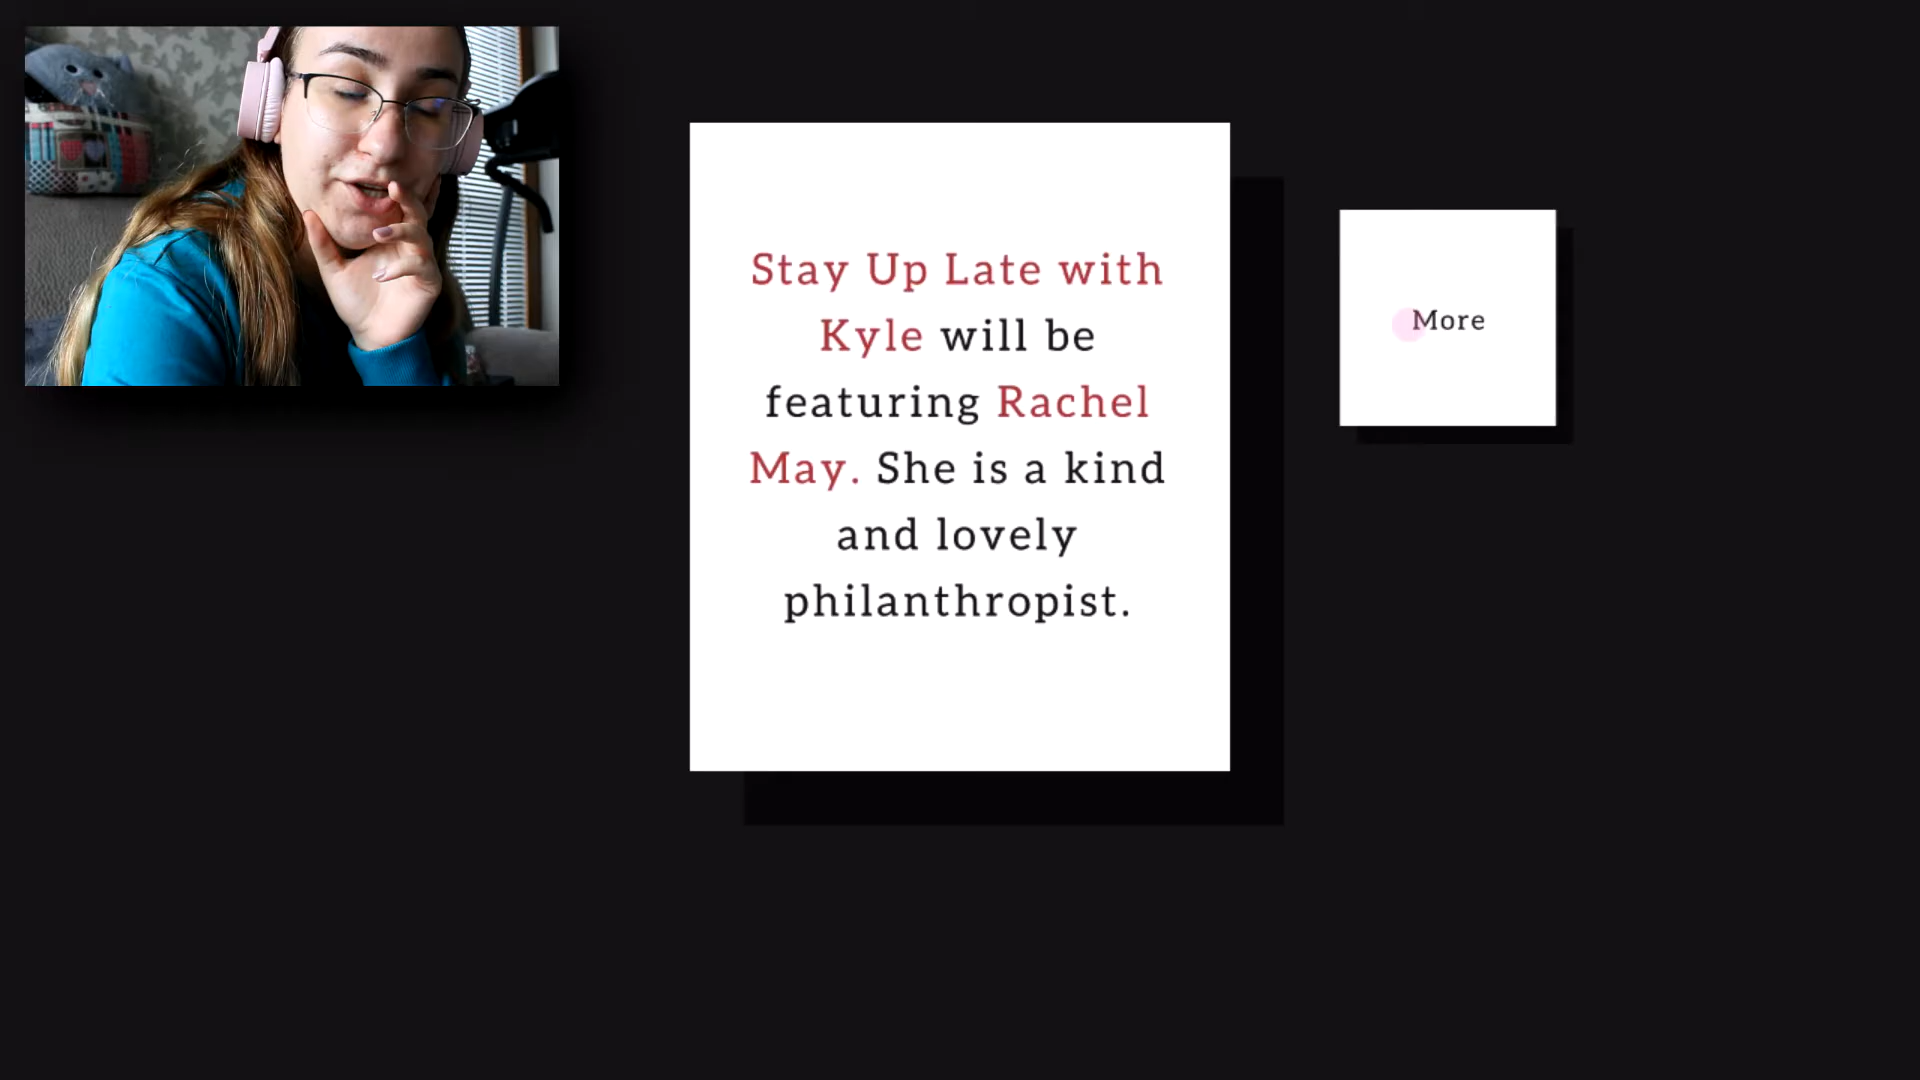 Stay Up Late with
Kyle will be
featuring Rachel
May. She is a kind
and lovely
philanthropist.
More